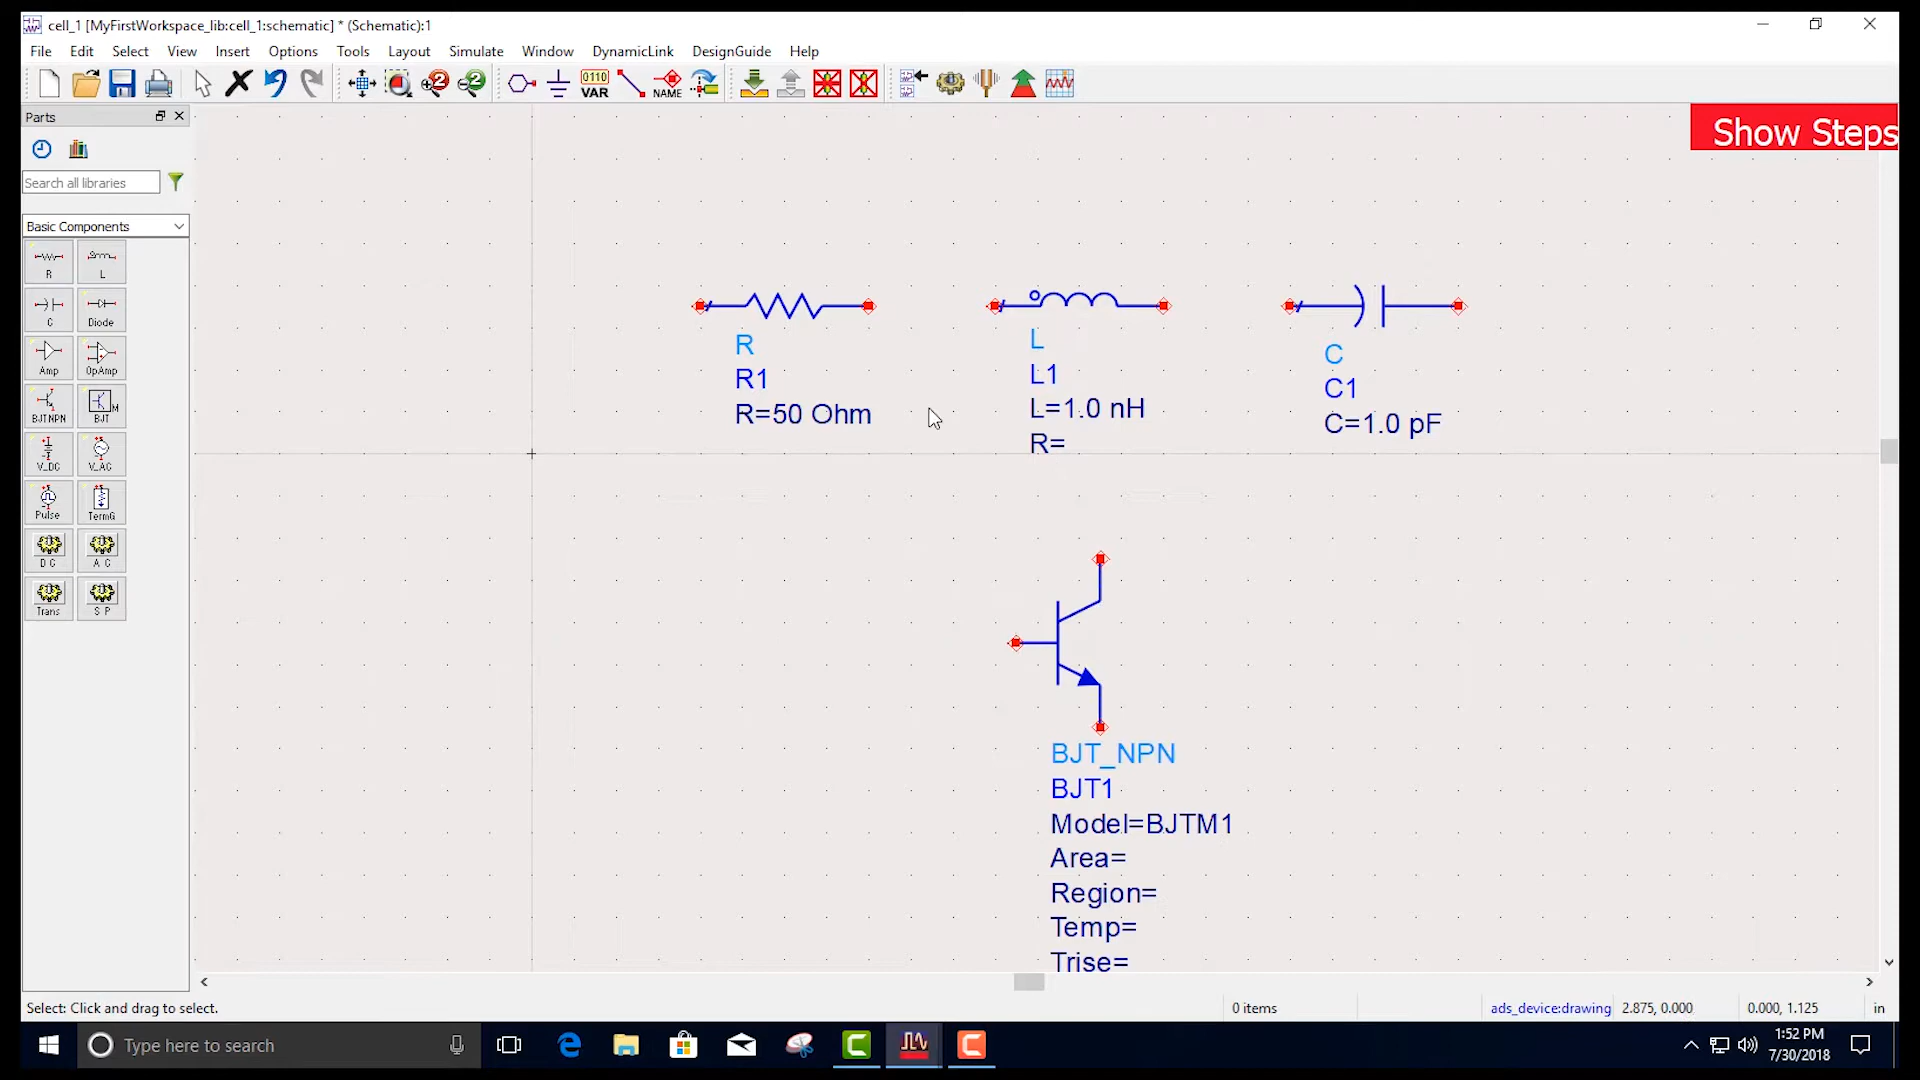 cell_1 [MyFirstWorkspace_lib:cell_1:schematic] * (Schematic):1
File Edit Select View Insert Options Tools Layout Simulate Window DynamicLink DesignGuide Help
0110
VAR
NAME
Parts
Show Steps
Search all libraries
Basic Components
R L
C Diode
Amp OpAmp
BJTNPN BJT M
V_DC V_AC
Pulse TermG
DC AC
Trans SP
R
R1
R=50 Ohm
L
L1
L=1.0 nH
R=
C
C1
C=1.0 pF
BJT_NPN
BJT1
Model=BJTM1
Area=
Region=
Temp=
Trise=
Select: Click and drag to select.
0 items
ads_device:drawing 2.875, 0.000 0.000, 1.125 in
Type here to search
1:52 PM
7/30/2018